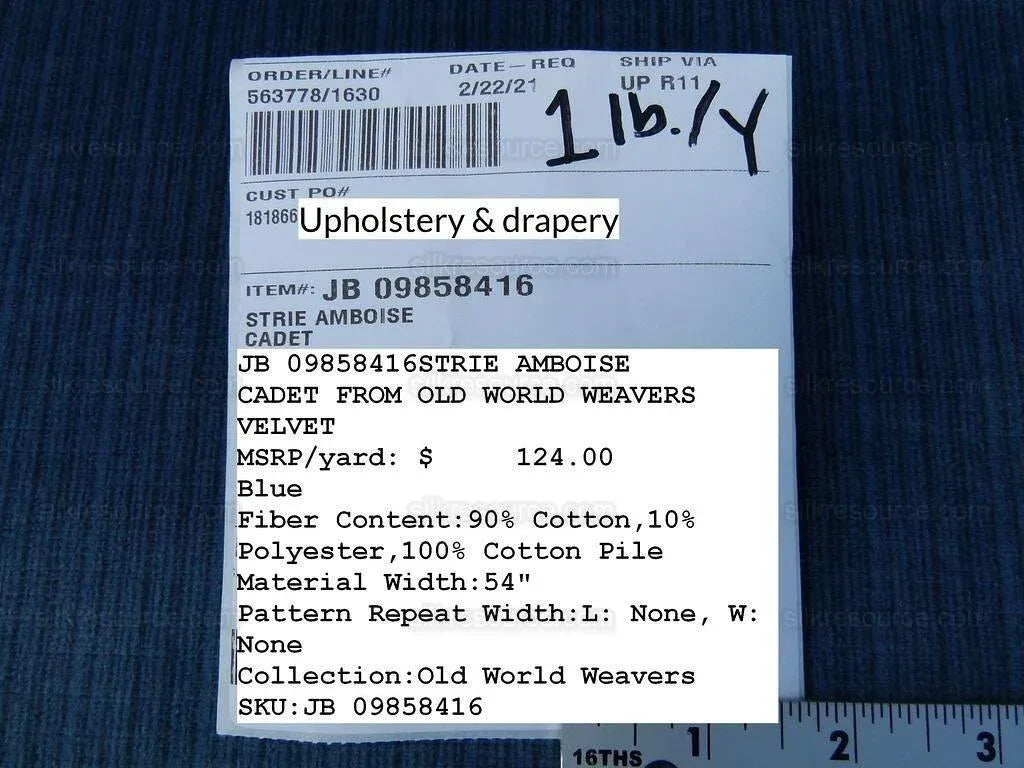 ORDER/LINE# DATE-REQ SHIP VIA
563778/1630 2/22/21 UP R11
1 lb./Y
CUST PO#
181866
Upholstery & drapery
ITEM#: JB 09858416
STRIE AMBOISE
CADET
JB 09858416STRIE AMBOISE
CADET FROM OLD WORLD WEAVERS
VELVET
MSRP/yard: $ 124.00
Blue
Fiber Content:90% Cotton,10%
Polyester,100% Cotton Pile
Material Width:54"
Pattern Repeat Width:L: None, W:
None
Collection:Old World Weavers
SKU:JB 09858416
16THS 1 2 3
silkresource.com